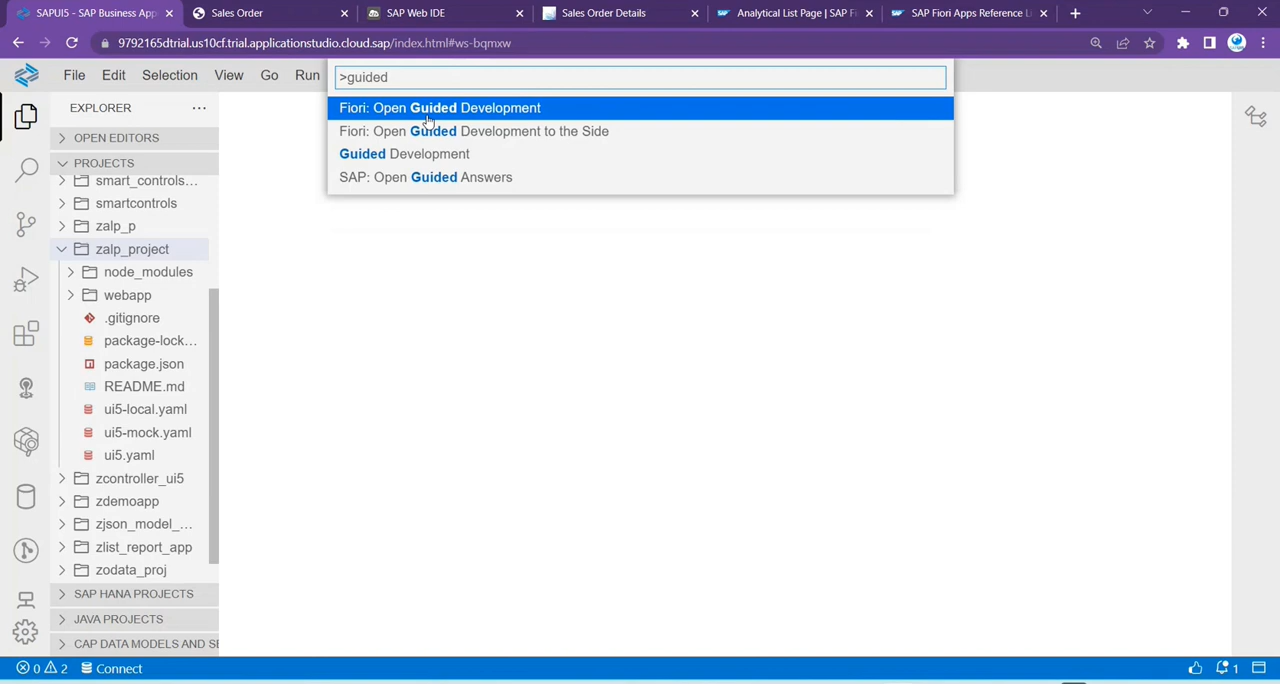 SAPUI5 - SAP Business App
Sales Order
SAP Web IDE
Sales Order Details
Analytical List Page | SAP Fi
SAP Fiori Apps Reference Li
9792165dtrial.us10cf.trial.applicationstudio.cloud.sap/index.html#ws-bqmxw
File Edit Selection View Go Run
>guided
Fiori: Open Guided Development
Fiori: Open Guided Development to the Side
Guided Development
SAP: Open Guided Answers
EXPLORER
OPEN EDITORS
PROJECTS
smart_controls...
smartcontrols
zalp_p
zalp_project
node_modules
webapp
.gitignore
package-lock...
package.json
README.md
ui5-local.yaml
ui5-mock.yaml
ui5.yaml
zcontroller_ui5
zdemoapp
zjson_model_...
zlist_report_app
zodata_proj
SAP HANA PROJECTS
JAVA PROJECTS
CAP DATA MODELS AND SE
0 2 Connect
1